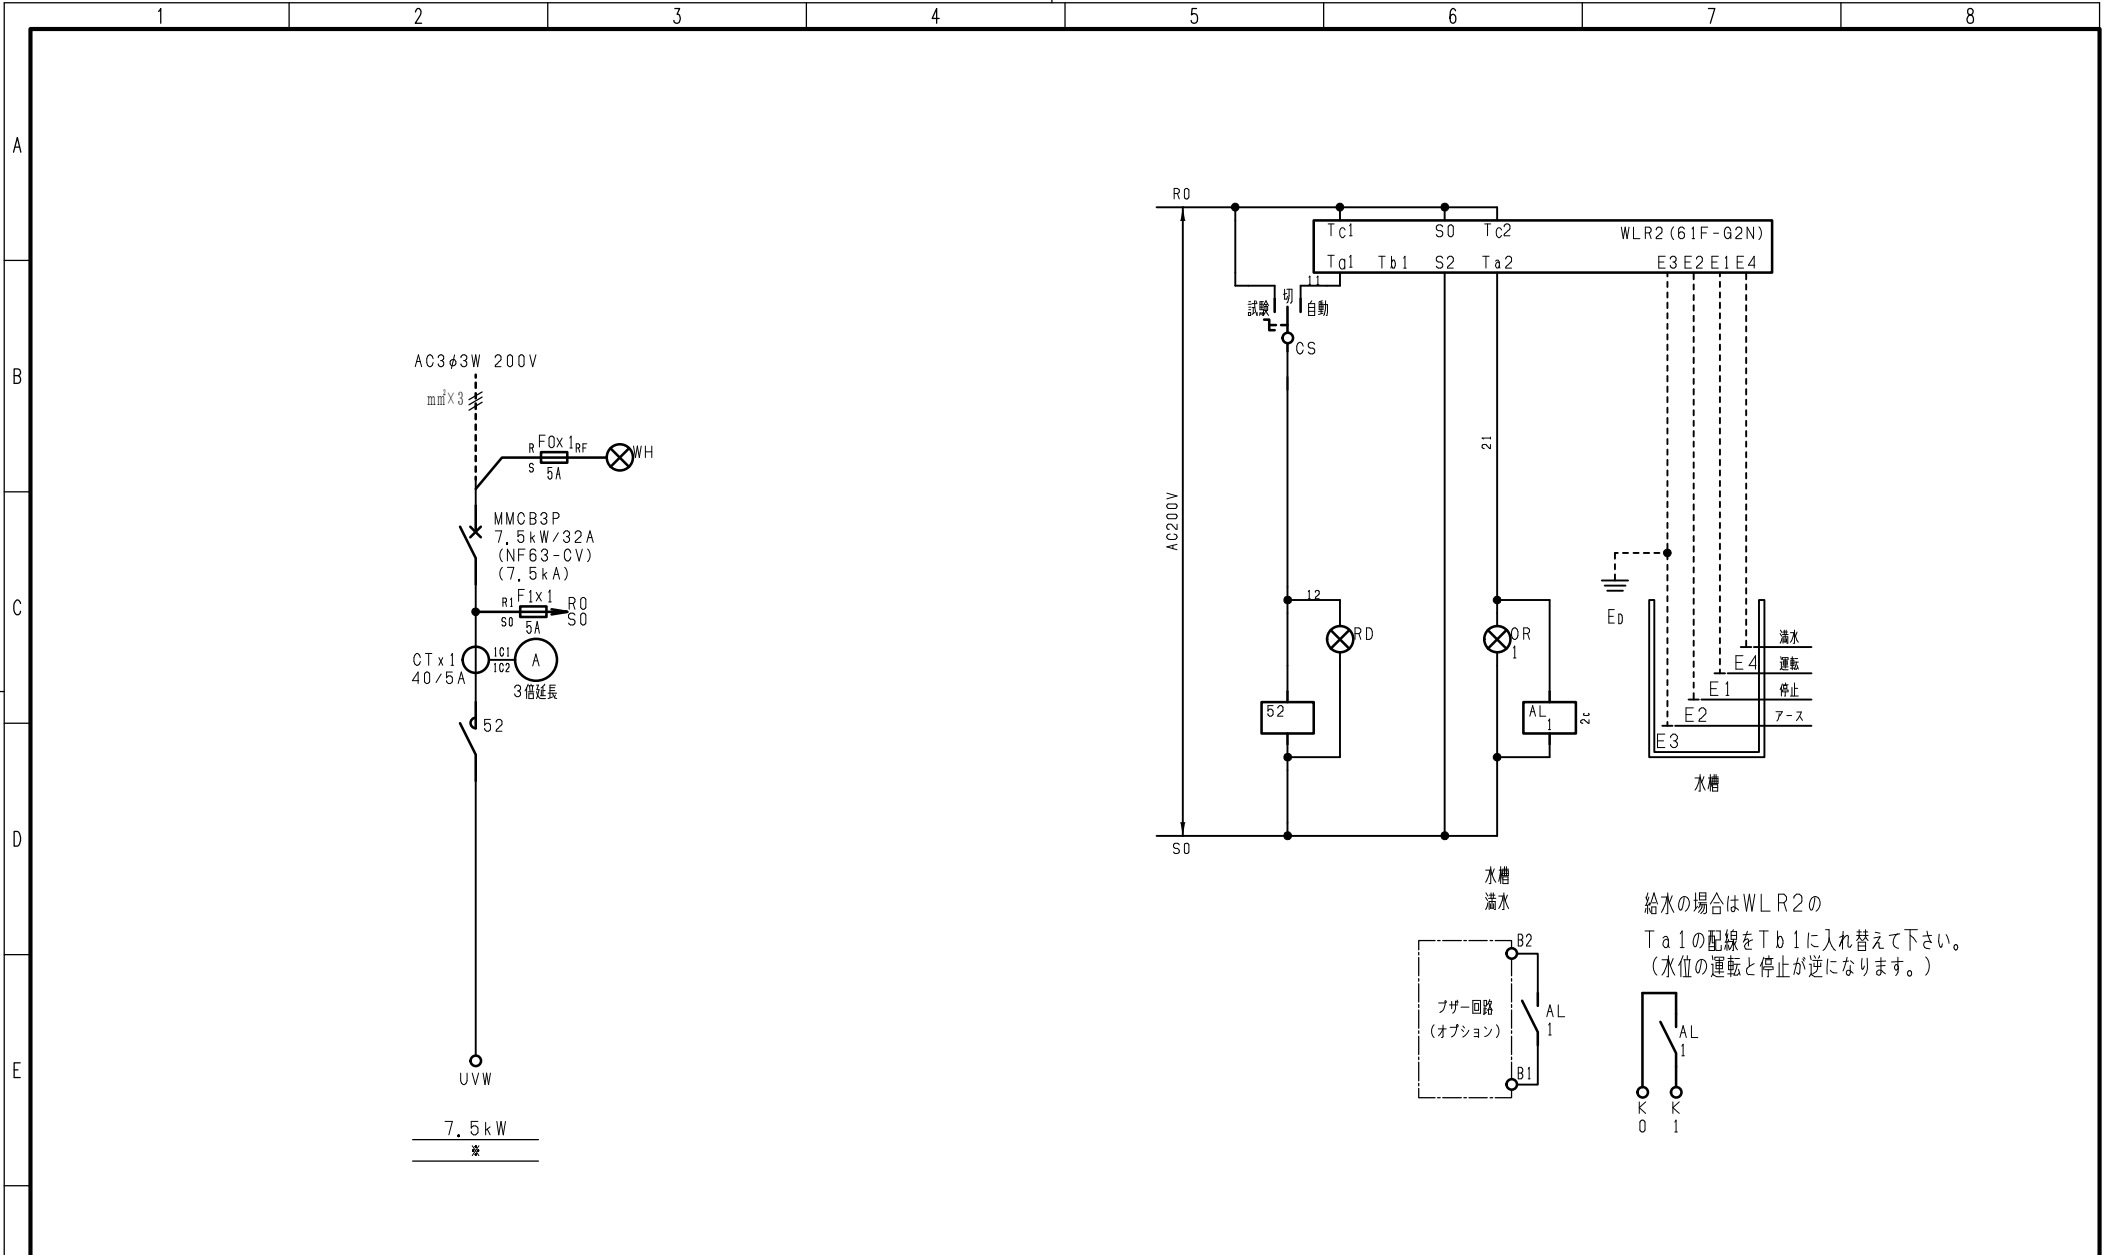 1 2 3 4 5 6 7 8
A
B
C
D
E
AC3φ3W 200V
mm²×3
R F0x1 RF
S 5A
WH
MMCB3P
7.5kW/32A
(NF63-CV)
(7.5kA)
R1 F1x1 R0
S0 5A S0
CTx1
40/5A
1C1
1C2
A
3倍延長
52
UVW
7.5kW
※
R0
AC200V
S0
Tc1 S0 Tc2 WLR2(61F-G2N)
Ta1 Tb1 S2 Ta2 E3 E2 E1 E4
11
試験 切 自動
CS
21
12
RD
OR
1
52
AL
1
2c
ED
満水
E4 運転
E1 停止
E2 アース
E3
水槽
水槽
満水
給水の場合はWLR2の
Ta1の配線をTb1に入れ替えて下さい。
(水位の運転と停止が逆になります。)
B2
ブザー回路
(オプション)
AL
1
B1
AL
1
K K
0 1